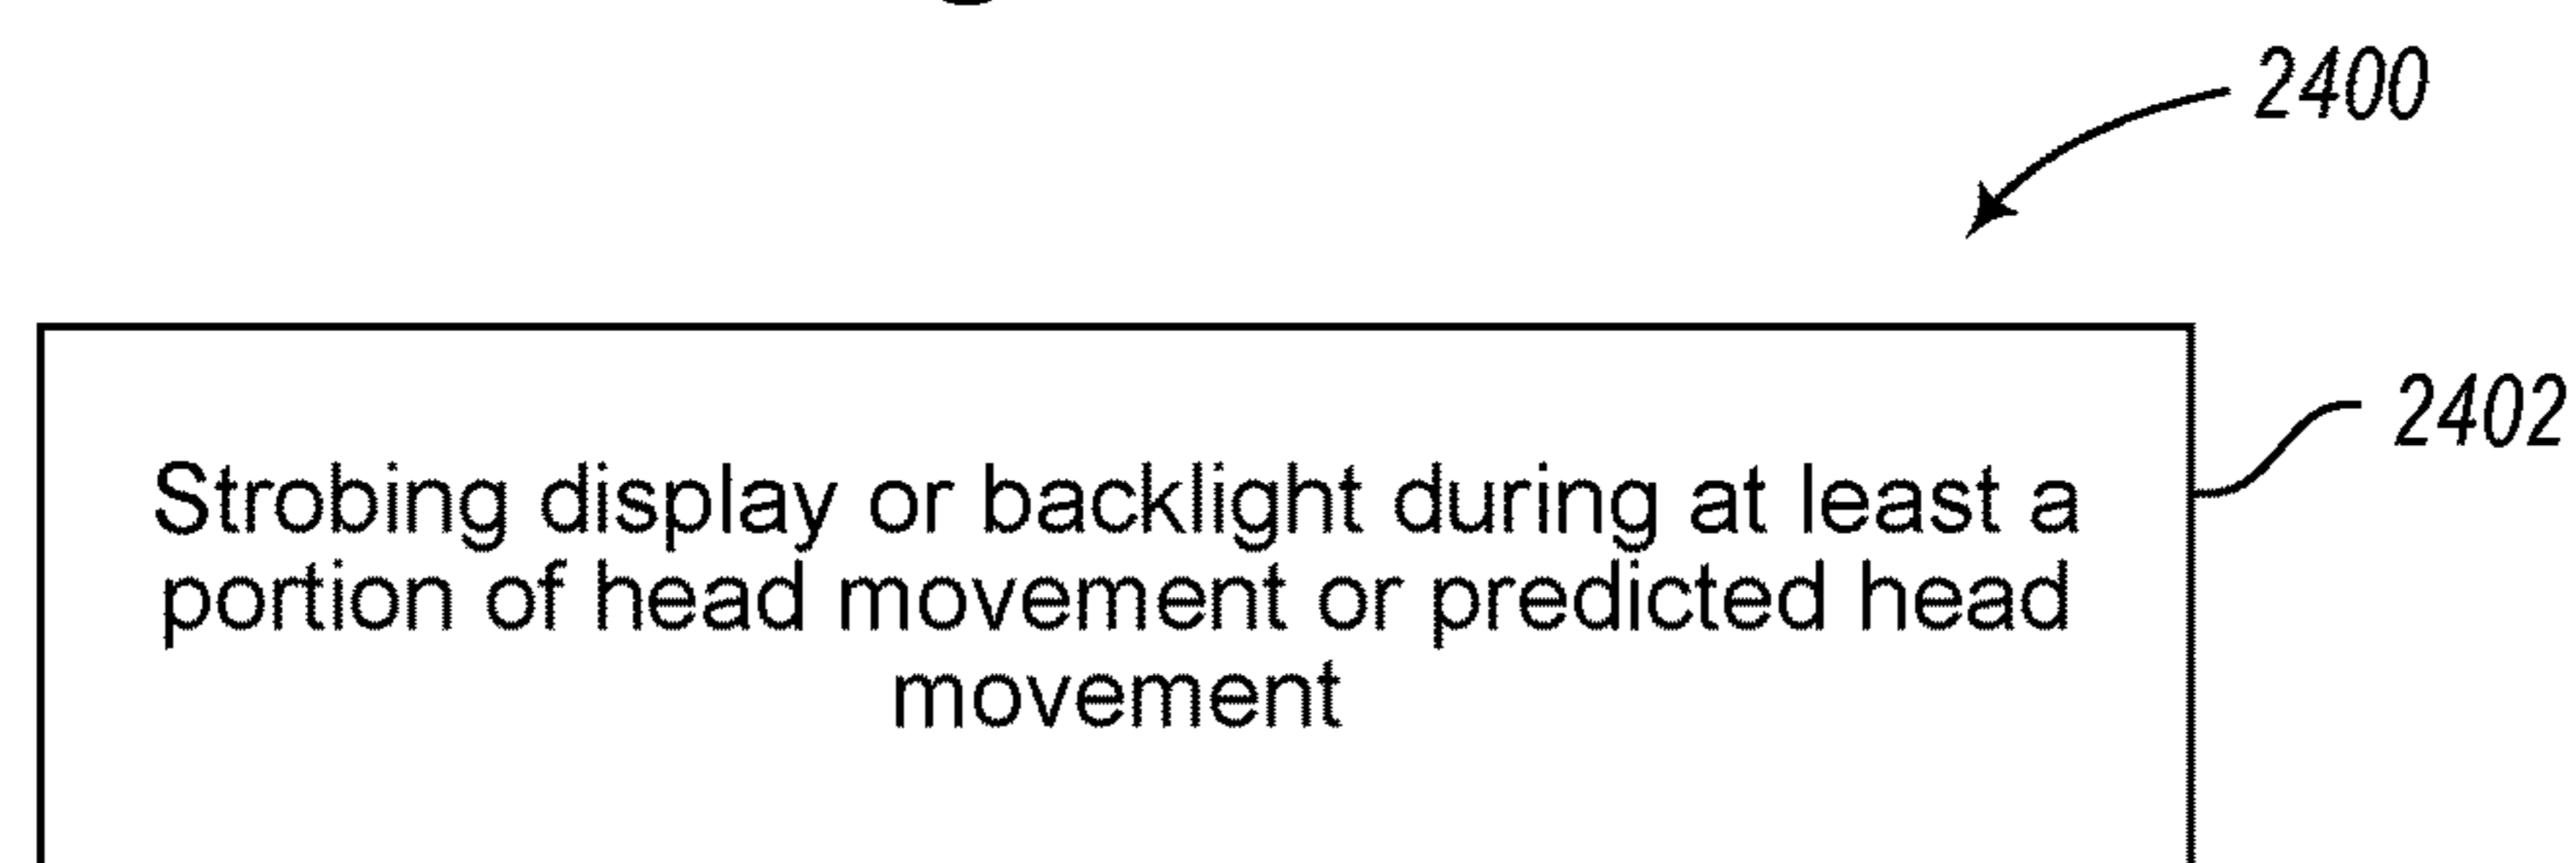 2400
2402
Strobing display or backlight during at least a
portion of head movement or predicted head
movement